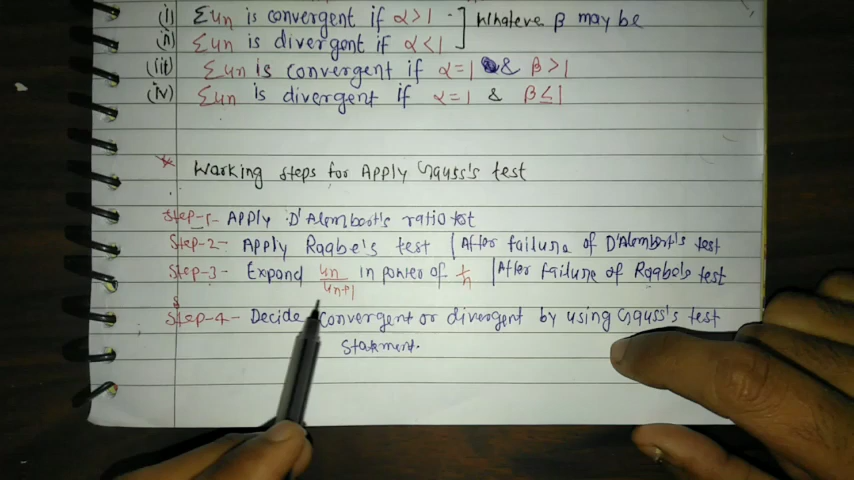 (i) Σun is convergent if α>1 ] Whateve β may be
(ii) Σun is divergent if α<1
(iii) Σun is convergent if α=1 & β>1
(iv) Σun is divergent if α=1 & β≤1
* Working steps for Apply Gauss's test
Step-1- Apply D'Alembert's ratio test
Step-2- Apply Raabe's test | After failure of D'Alembert's test
Step-3- Expand un/un+1 in power of 1/n | After failure of Raabe's test
Step-4- Decide convergent or divergent by using Gauss's test
Statment.